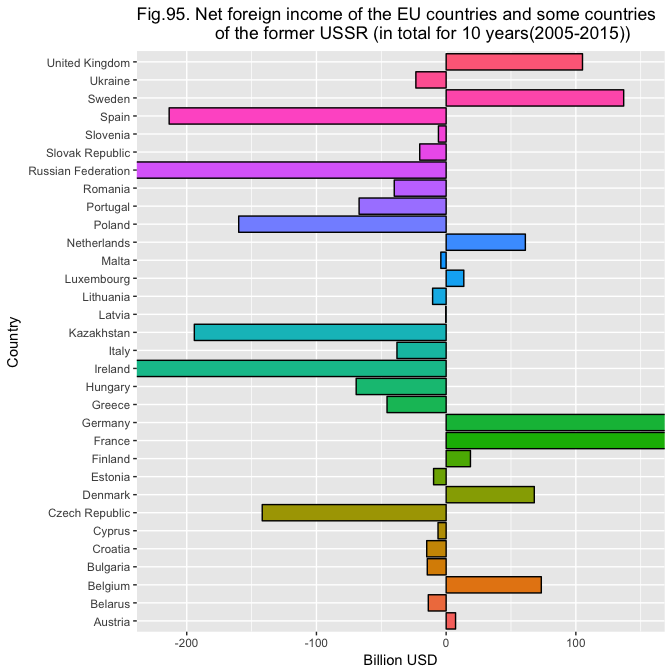 Fig.95. Net foreign income of the EU countries and some countries
of the former USSR (in total for 10 years(2005-2015))
United Kingdom
Ukraine
Sweden
Spain
Slovenia
Slovak Republic
Russian Federation
Romania
Portugal
Poland
Netherlands
Malta
Luxembourg
Lithuania
Latvia
Kazakhstan
Italy
Ireland
Hungary
Greece
Germany
France
Finland
Estonia
Denmark
Czech Republic
Cyprus
Croatia
Bulgaria
Belgium
Belarus
Austria
Country
-200 -100 0 100
Billion USD